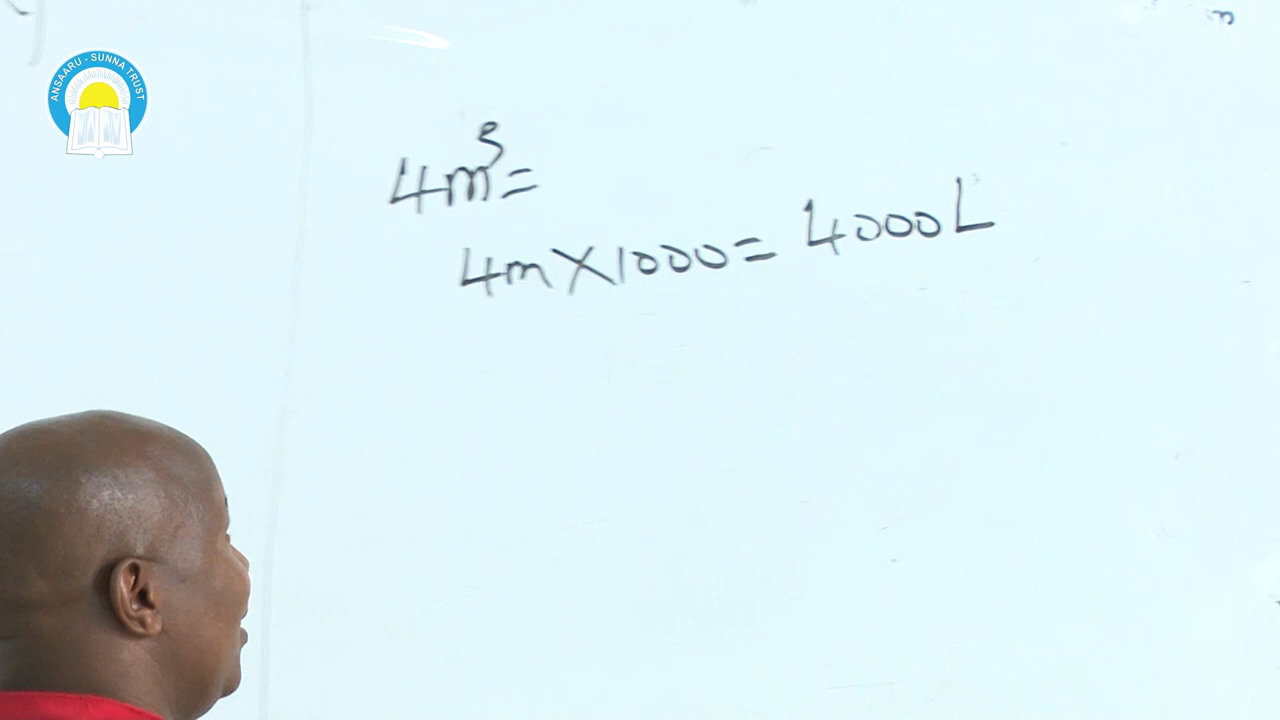 ANSAARU - SUNNA TRUST
4m³=
4m X 1000 = 4000L